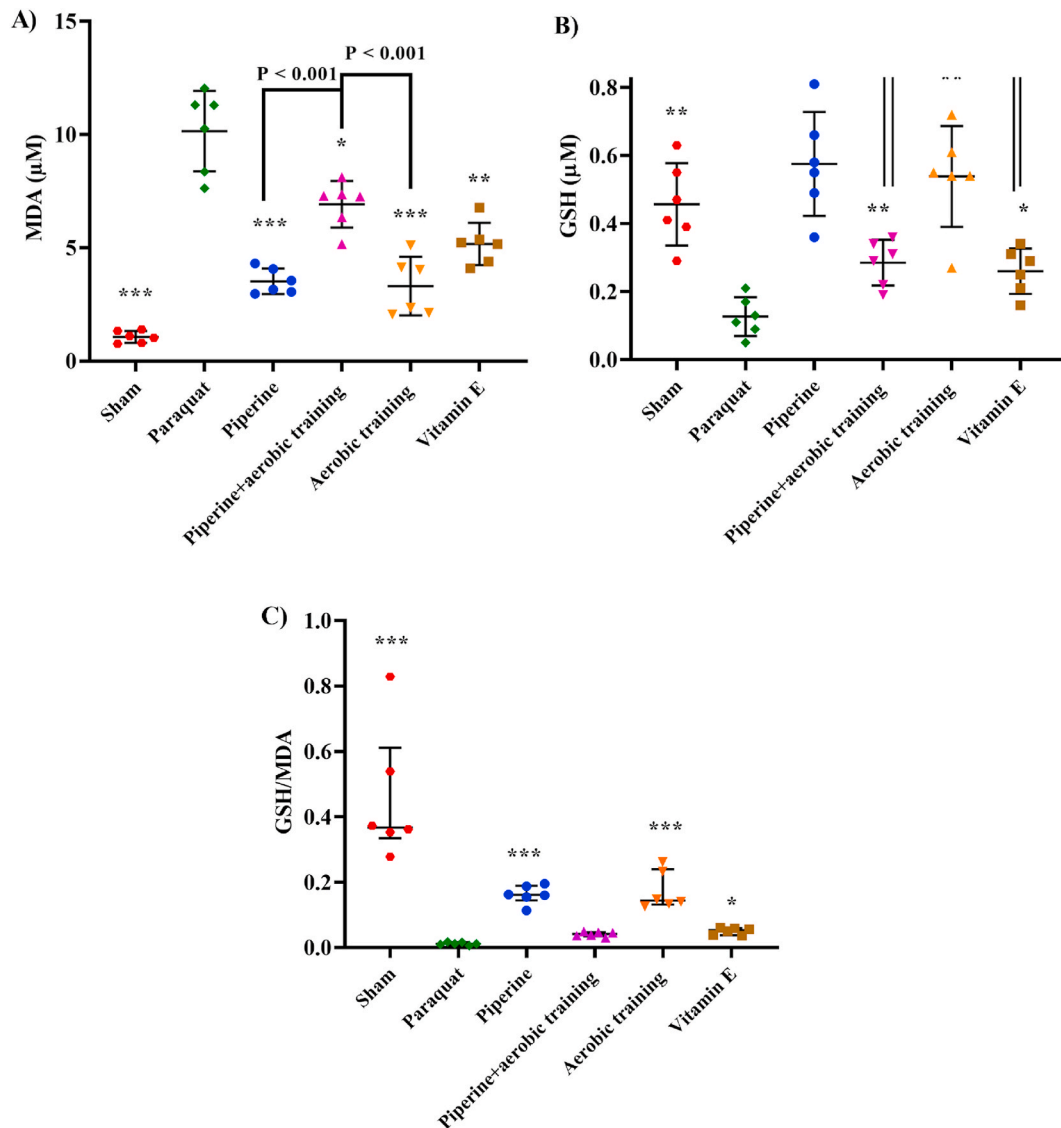 A)
15
10
5
0
MDA (µM)
P < 0.001
P < 0.001
***
***
*
***
**
Sham
Paraquat
Piperine
Piperine+aerobic training
Aerobic training
Vitamin E
B)
0.8
0.6
0.4
0.2
0.0
GSH (µM)
**
**
**
*
Sham
Paraquat
Piperine
Piperine+aerobic training
Aerobic training
Vitamin E
C)
1.0
0.8
0.6
0.4
0.2
0.0
GSH/MDA
***
***
***
*
Sham
Paraquat
Piperine
Piperine+aerobic training
Aerobic training
Vitamin E